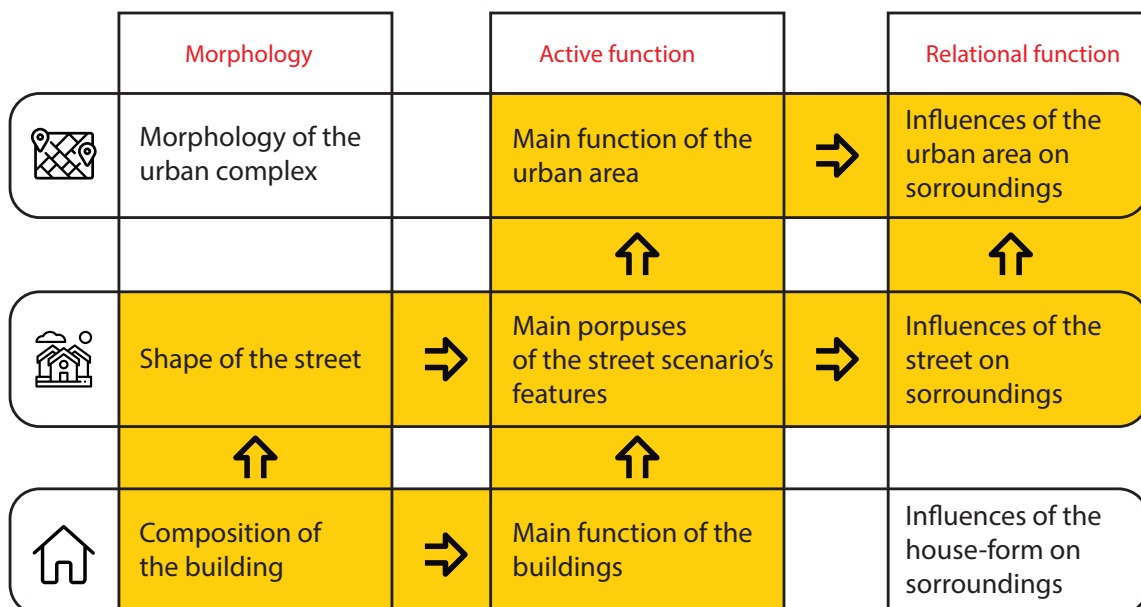 Morphology
Active function
Relational function
Morphology of the
urban complex
Main function of the
urban area
Influences of the
urban area on
sorroundings
Shape of the street
Main porpuses
of the street scenario's
features
Influences of the
street on
sorroundings
Composition of
the building
Main function of the
buildings
Influences of the
house-form on
sorroundings